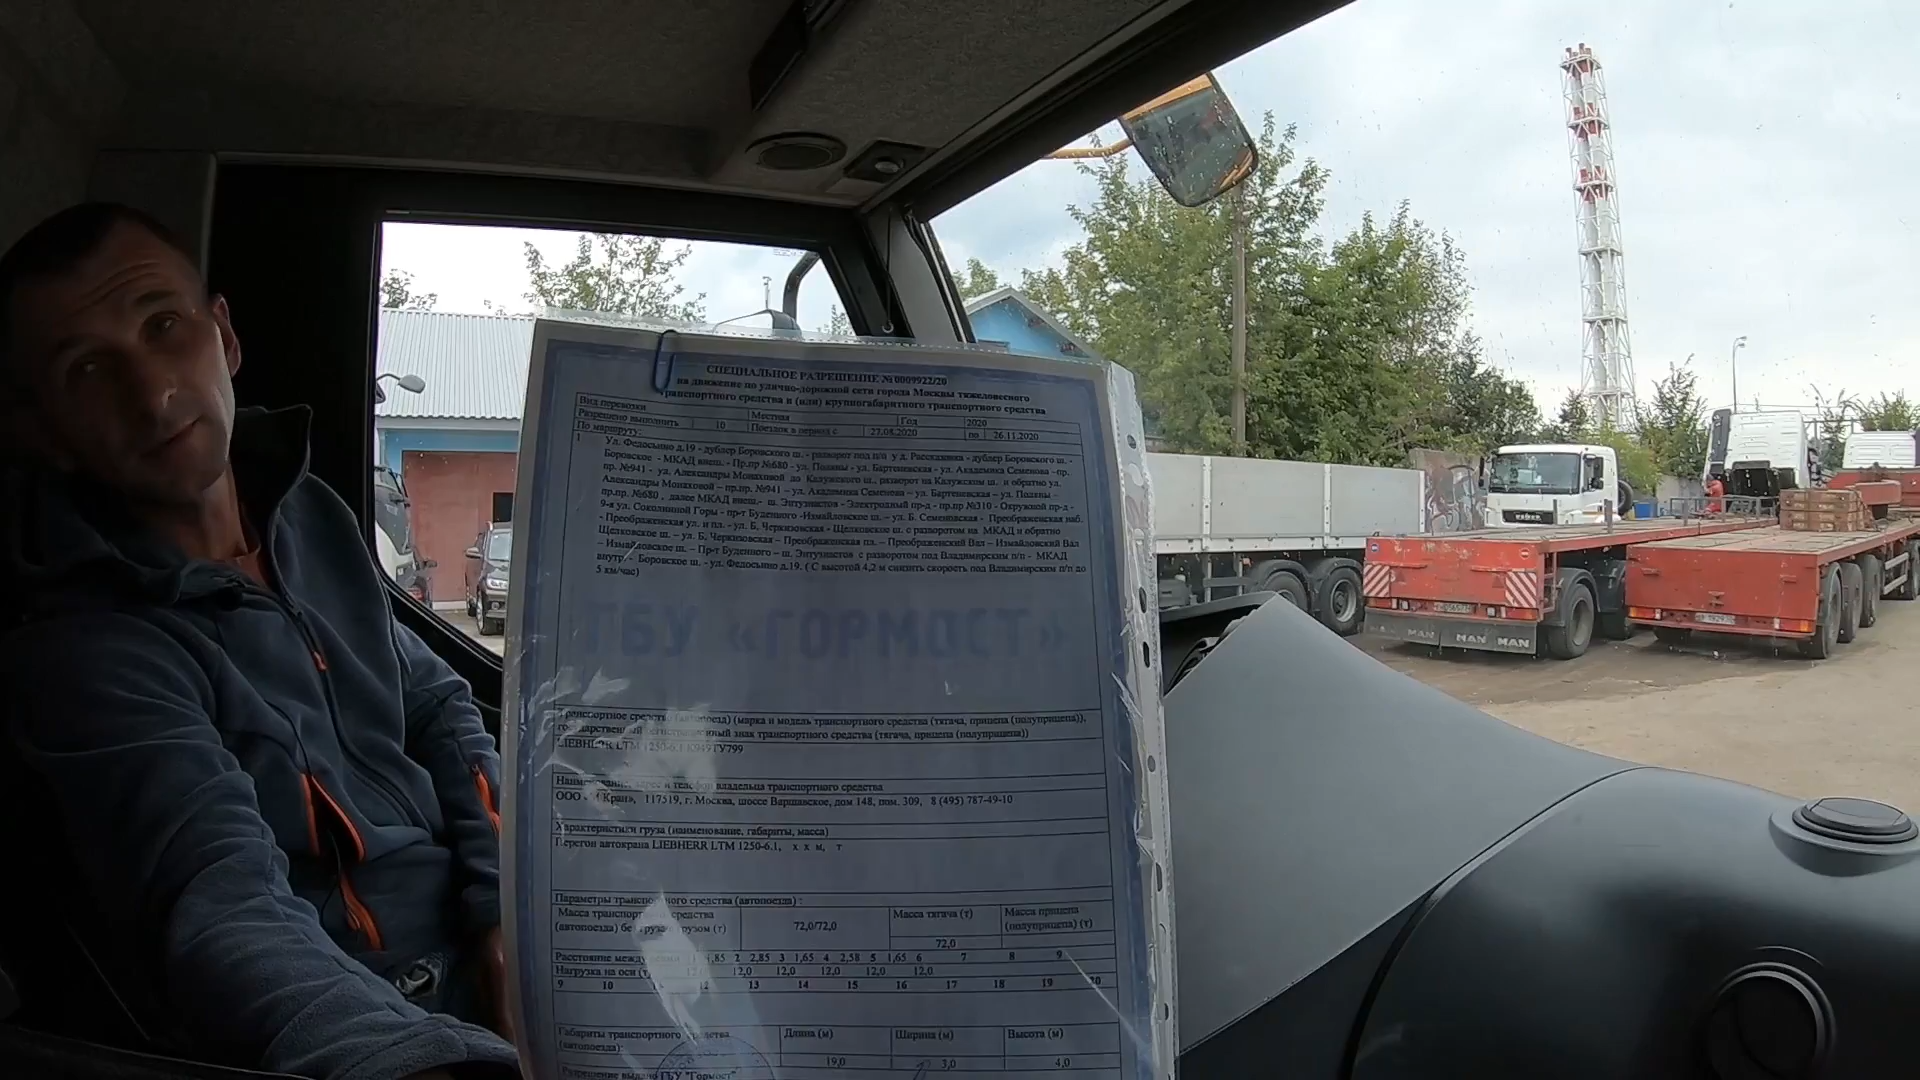 СПЕЦИАЛЬНОЕ РАЗРЕШЕНИЕ № 0009922/20
на движение по улично-дорожной сети города Москвы тяжеловесного
транспортного средства и (или) крупногабаритного транспортного средства
Вид перевозки Местная Год 2020
Разрешено выполнить 10 Поездок в период с 27.08.2020 по 26.11.2020
По маршруту:
1 Ул. Федосьино д.19 - дублер Боровского ш. - разворот под п/о у д. Рассказовка - дублер Боровского ш. -
Боровское - МКАД внеш. - Пр.пр №680 - ул. Поляны - ул. Бартеневская - ул. Академика Семенова -пр.
пр. №941 - ул. Александры Монаховой до Калужского ш., разворот на Калужском ш. и обратно ул.
Александры Монаховой – пр.пр. №941 – ул. Академика Семенова – ул. Бартеневская – ул. Поляны –
пр.пр. №680 , далее МКАД внеш.- ш. Энтузиастов - Электродный пр-д - пр.пр №310 - Окружной пр-д -
9-я ул. Соколиной Горы - пр-т Буденого -Измайловское ш. – ул. Б. Семеновская - Преображенская наб.
- Преображенская ул. и пл. - ул. Б. Черкизовская - Щелковское ш. с разворотом на МКАД и обратно
Щелковское ш. - ул. Б. Черкизовская – Преображенская пл. – Преображенский Вал – Измайловский Вал
– Измайловское ш. – Пр-т Буденого – ш. Энтузиастов с разворотом под Владимирским п/п - МКАД
внутр. - Боровское ш. - ул. Федосьино д.19. ( С высотой 4,2 м снизить скорость под Владимирским п/п до
5 км/час)
ГБУ «ГОРМОСТ»
Транспортное средство (автопоезд) (марка и модель транспортного средства (тягача, прицепа (полуприцепа)),
государственный регистрационный знак транспортного средства (тягача, прицепа (полуприцепа))
LIEBHERR LTM 1250-6.1 К949ТУ799
Наименование, адрес и телефон владельца транспортного средства
ООО Кран», 117519, г. Москва, шоссе Варшавское, дом 148, пом. 309, 8 (495) 787-49-10
Характеристики груза (наименование, габариты, масса)
Перегон автокрана LIEBHERR LTM 1250-6.1, х х м, т
Параметры транспортного средства (автопоезда) :
Масса транспортного средства (автопоезда) без груза грузом (т) 72,0/72,0 Масса тягача (т) 72,0 Масса прицепа (полуприцепа) (т)
Расстояние между 1,85 2 2,85 3 1,65 4 2,58 5 1,65 6 7 8 9
Нагрузка на оси (т) 12,0 12,0 12,0 12,0 12,0 12,0
9 10 12 13 14 15 16 17 18 19 20
Габариты транспортного средства (автопоезда): Длина (м) Ширина (м) Высота (м)
19,0 3,0 4,0
Разрешение выдано ГБУ "Гормост"
MAN MAN MAN